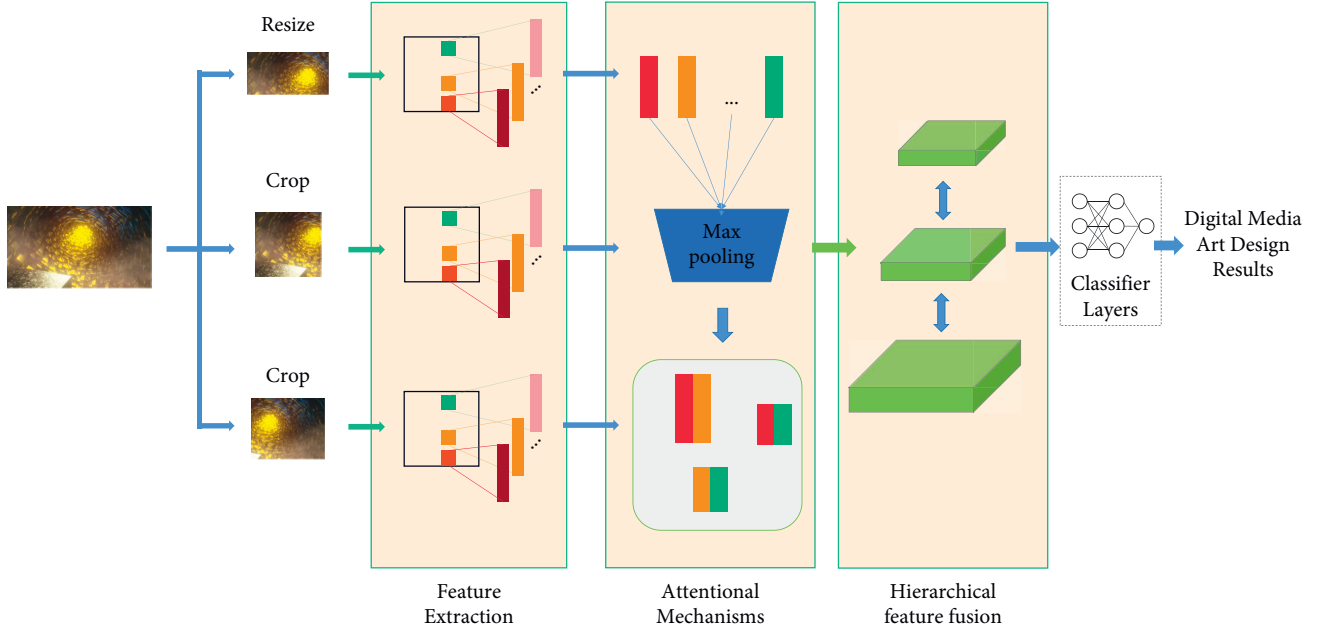 Resize
Crop
Crop
...
...
...
...
Max
pooling
Classifier
Layers
Digital Media
Art Design
Results
Feature
Extraction
Attentional
Mechanisms
Hierarchical
feature fusion